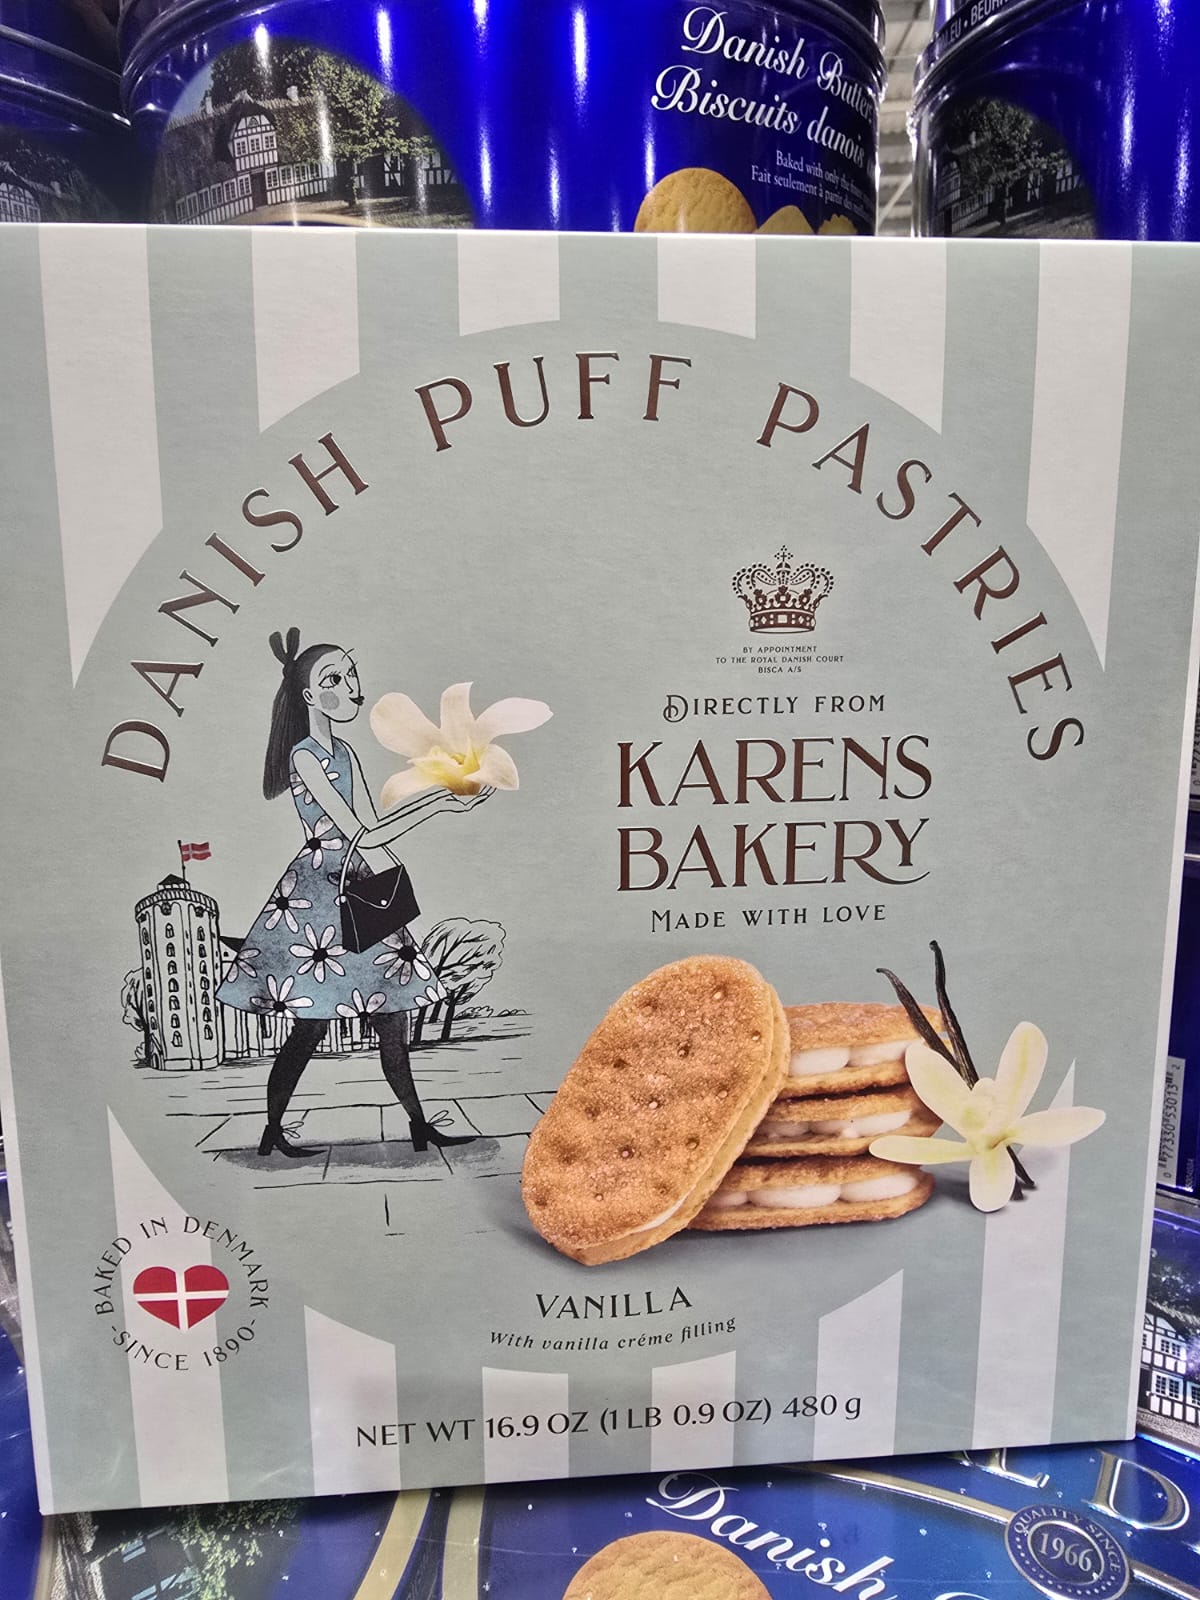 Danish Butter
Biscuits danois
Baked with only the
Fait seulement à partir des
DANISH PUFF PASTRIES
BY APPOINTMENT
TO THE ROYAL DANISH COURT
BISCA A/S
DIRECTLY FROM
KARENS
BAKERY
MADE WITH LOVE
BAKED IN DENMARK
-SINCE 1890-
VANILLA
With vanilla créme filling
NET WT 16.9 OZ (1 LB 0.9 OZ) 480 g
Danish
QUALITY SINCE
1966